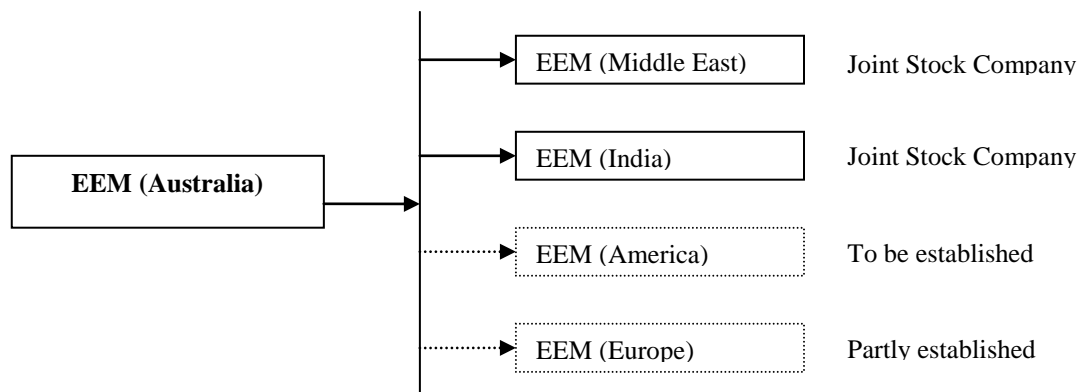 EEM (Middle East) Joint Stock Company
EEM (India) Joint Stock Company
EEM (Australia)
EEM (America) To be established
EEM (Europe) Partly established